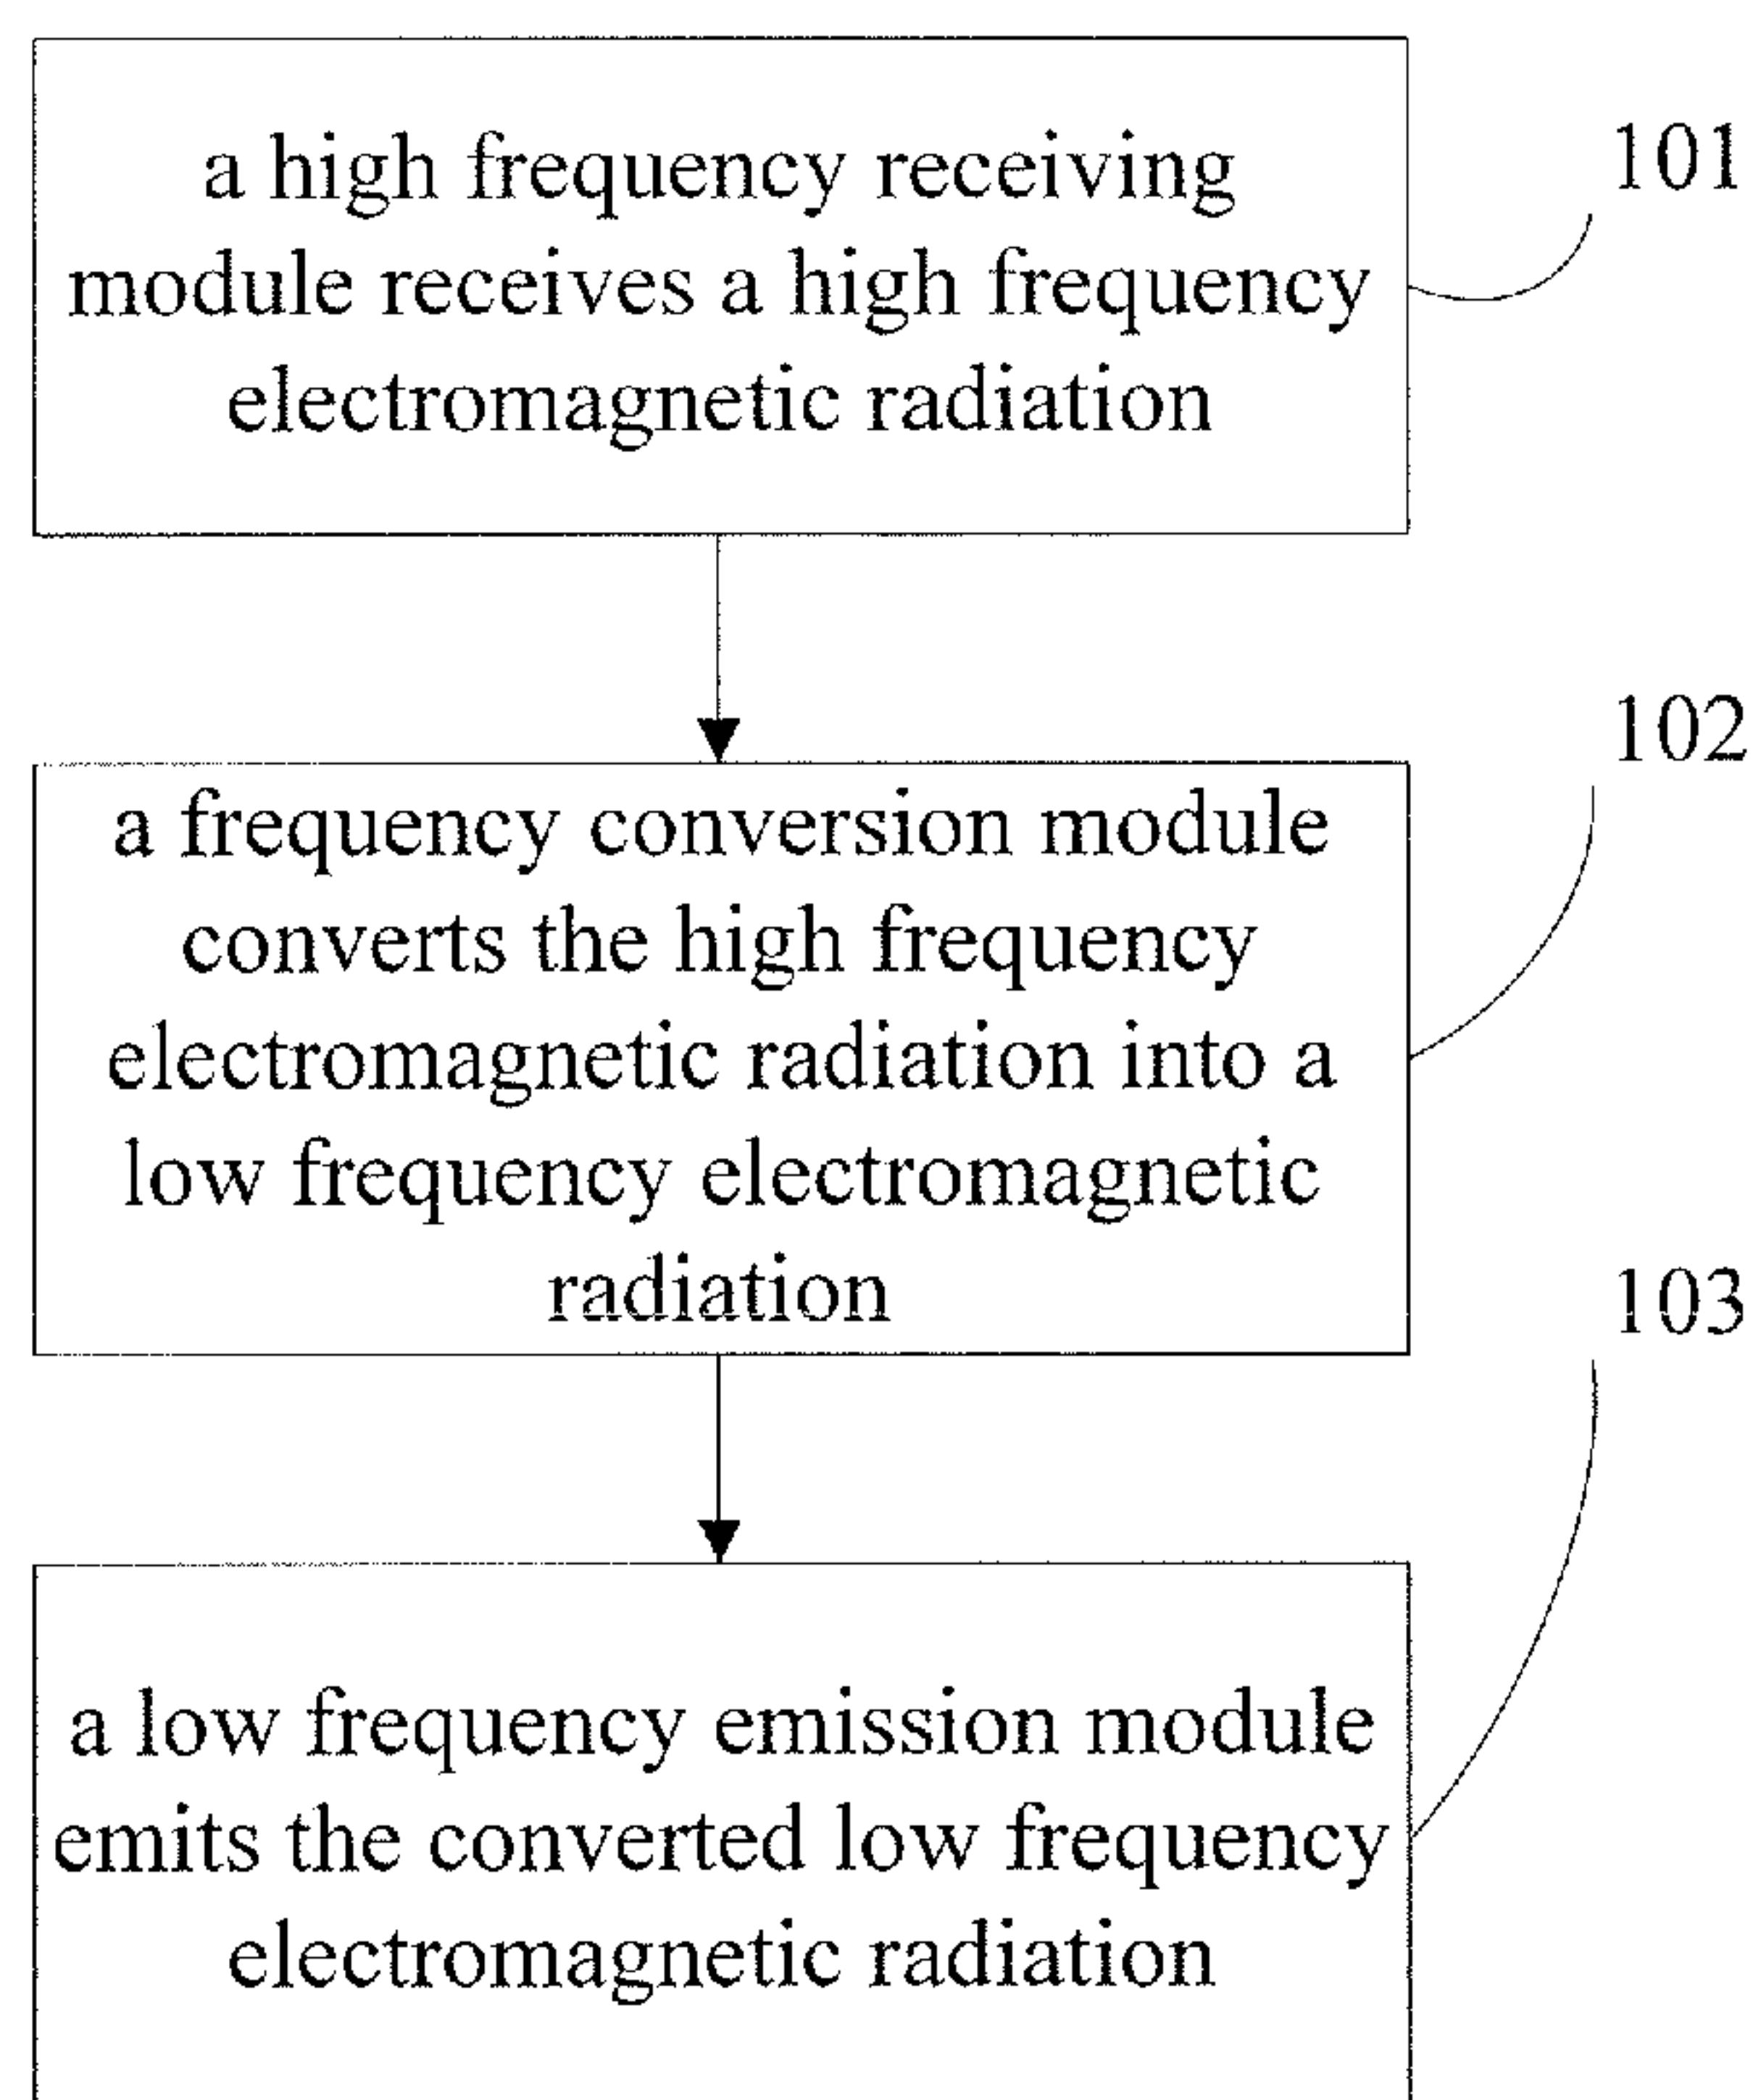 a high frequency receiving
module receives a high frequency
electromagnetic radiation
101
a frequency conversion module
converts the high frequency
electromagnetic radiation into a
low frequency electromagnetic
radiation
102
a low frequency emission module
emits the converted low frequency
electromagnetic radiation
103